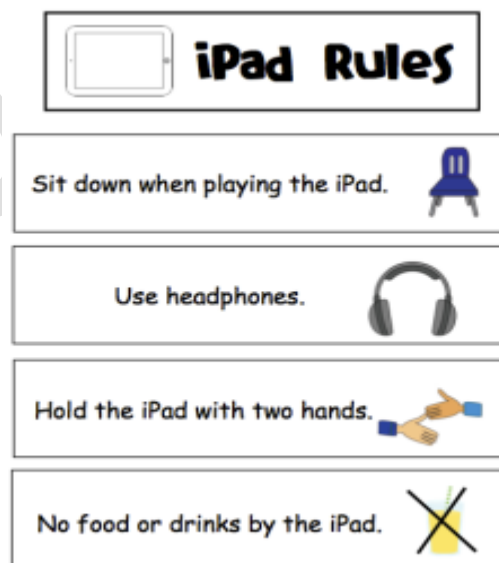 iPad Rules
Sit down when playing the iPad.
Use headphones.
Hold the iPad with two hands.
No food or drinks by the iPad.